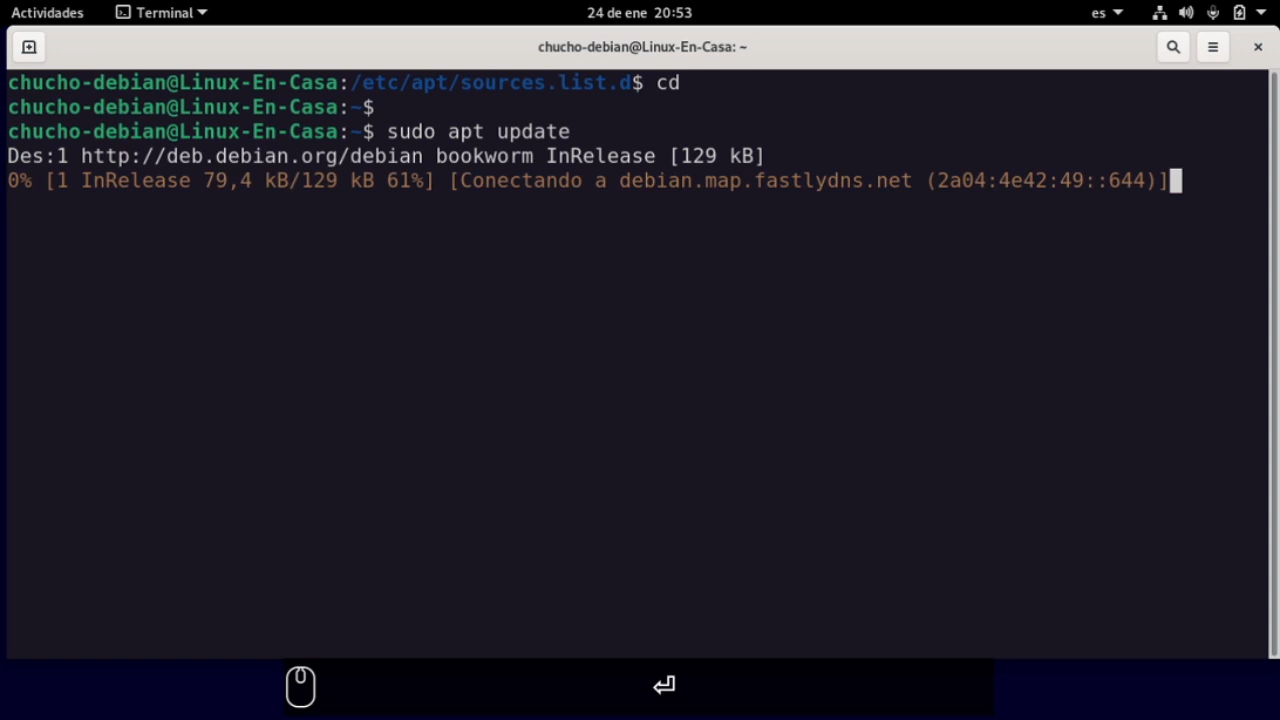 Actividades Terminal 24 de ene 20:53 es
chucho-debian@Linux-En-Casa: ~
chucho-debian@Linux-En-Casa:/etc/apt/sources.list.d$ cd
chucho-debian@Linux-En-Casa:~$
chucho-debian@Linux-En-Casa:~$ sudo apt update
Des:1 http://deb.debian.org/debian bookworm InRelease [129 kB]
0% [1 InRelease 79,4 kB/129 kB 61%] [Conectando a debian.map.fastlydns.net (2a04:4e42:49::644)]